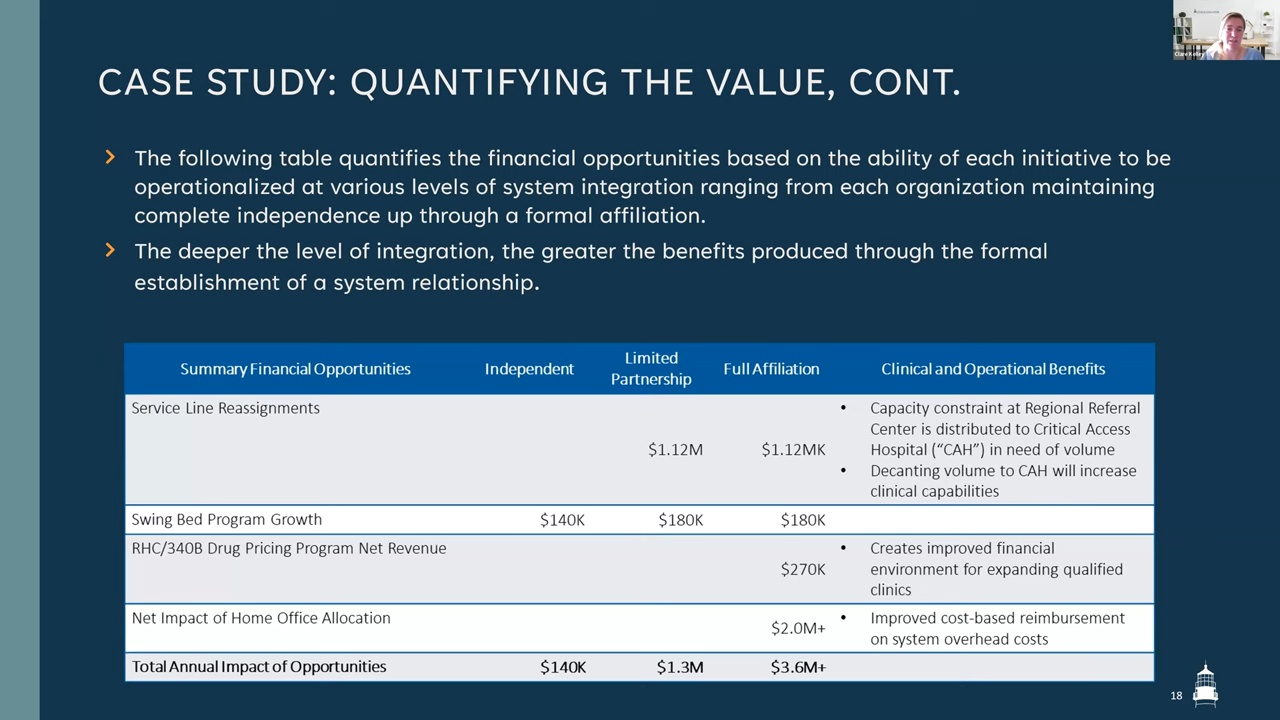 CASE STUDY: QUANTIFYING THE VALUE, CONT.
The following table quantifies the financial opportunities based on the ability of each initiative to be
operationalized at various levels of system integration ranging from each organization maintaining
complete independence up through a formal affiliation.
The deeper the level of integration, the greater the benefits produced through the formal
establishment of a system relationship.
Summary Financial Opportunities Independent Limited Partnership Full Affiliation Clinical and Operational Benefits
Service Line Reassignments
$1.12M $1.12MK
• Capacity constraint at Regional Referral
Center is distributed to Critical Access
Hospital (“CAH”) in need of volume
• Decanting volume to CAH will increase
clinical capabilities
Swing Bed Program Growth $140K $180K $180K
RHC/340B Drug Pricing Program Net Revenue
$270K
• Creates improved financial
environment for expanding qualified
clinics
Net Impact of Home Office Allocation
$2.0M+
• Improved cost-based reimbursement
on system overhead costs
Total Annual Impact of Opportunities $140K $1.3M $3.6M+
18